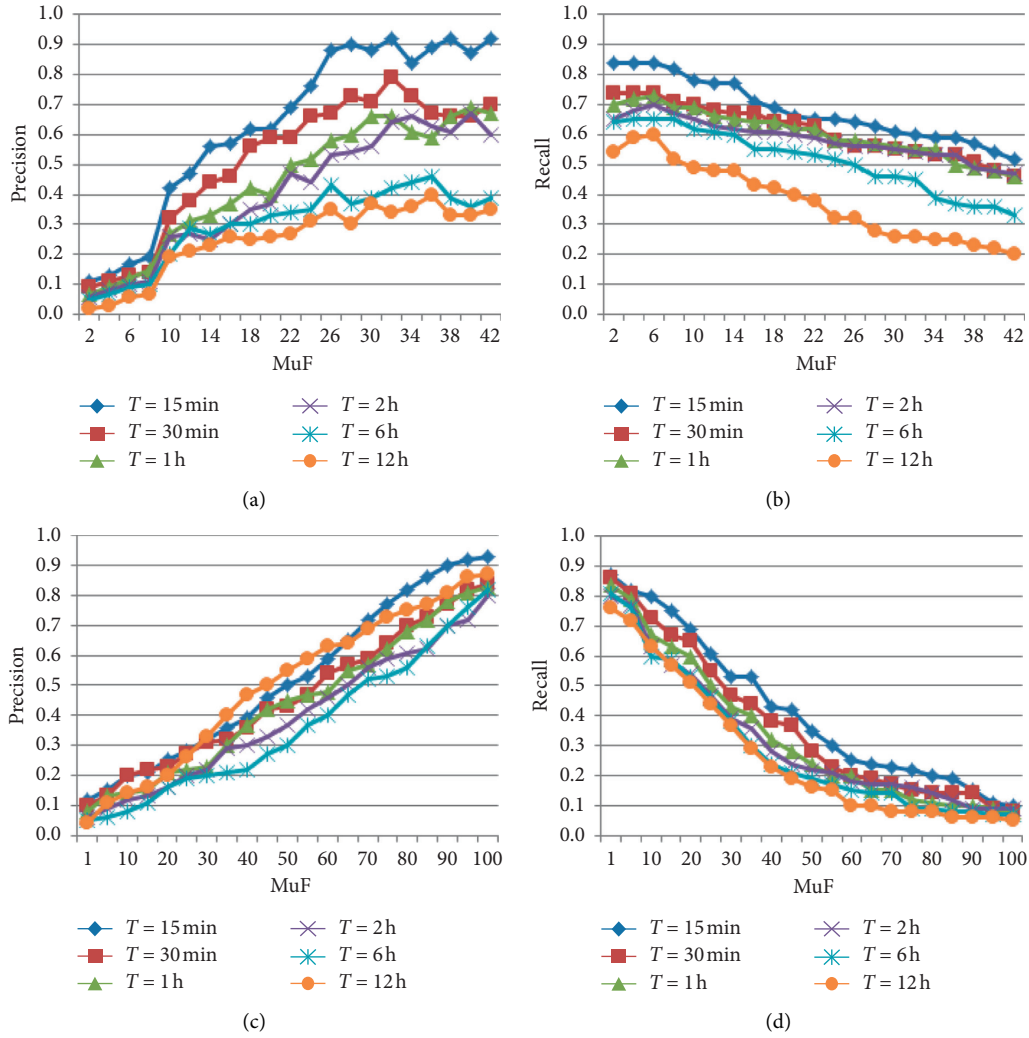 1.0
0.9
0.8
0.7
0.6
0.5
0.4
0.3
0.2
0.1
0.0
Precision
2 6 10 14 18 22 26 30 34 38 42
MuF
T = 15 min
T = 30 min
T = 1 h
T = 2 h
T = 6 h
T = 12 h
(a)
1.0
0.9
0.8
0.7
0.6
0.5
0.4
0.3
0.2
0.1
0.0
Recall
2 6 10 14 18 22 26 30 34 38 42
MuF
T = 15 min
T = 30 min
T = 1 h
T = 2 h
T = 6 h
T = 12 h
(b)
1.0
0.9
0.8
0.7
0.6
0.5
0.4
0.3
0.2
0.1
0.0
Precision
1 10 20 30 40 50 60 70 80 90 100
MuF
T = 15 min
T = 30 min
T = 1 h
T = 2 h
T = 6 h
T = 12 h
(c)
1.0
0.9
0.8
0.7
0.6
0.5
0.4
0.3
0.2
0.1
0.0
Recall
1 10 20 30 40 50 60 70 80 90 100
MuF
T = 15 min
T = 30 min
T = 1 h
T = 2 h
T = 6 h
T = 12 h
(d)